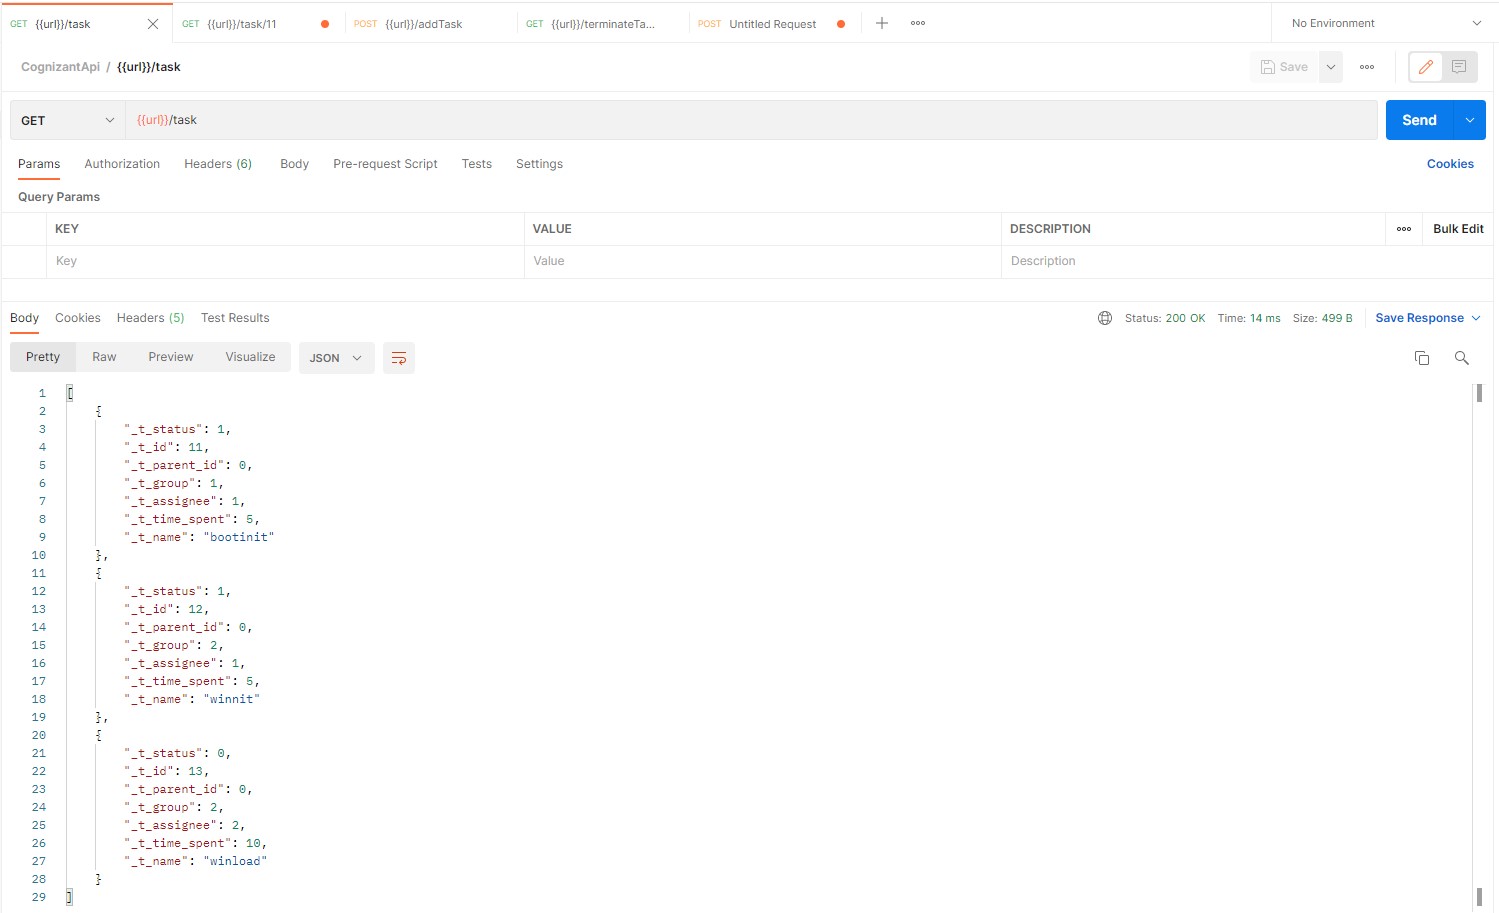 GET {{url}}/task GET {{url}}/task/11 POST {{url}}/addTask GET {{url}}/terminateTa... POST Untitled Request No Environment
CognizantApi / {{url}}/task Save
GET {{url}}/task Send
Params Authorization Headers (6) Body Pre-request Script Tests Settings Cookies
Query Params
KEY VALUE DESCRIPTION Bulk Edit
Key Value Description
Body Cookies Headers (5) Test Results Status: 200 OK Time: 14 ms Size: 499 B Save Response
Pretty Raw Preview Visualize JSON
1 [
2 {
3 "_t_status": 1,
4 "_t_id": 11,
5 "_t_parent_id": 0,
6 "_t_group": 1,
7 "_t_assignee": 1,
8 "_t_time_spent": 5,
9 "_t_name": "bootinit"
10 },
11 {
12 "_t_status": 1,
13 "_t_id": 12,
14 "_t_parent_id": 0,
15 "_t_group": 2,
16 "_t_assignee": 1,
17 "_t_time_spent": 5,
18 "_t_name": "winnit"
19 },
20 {
21 "_t_status": 0,
22 "_t_id": 13,
23 "_t_parent_id": 0,
24 "_t_group": 2,
25 "_t_assignee": 2,
26 "_t_time_spent": 10,
27 "_t_name": "winload"
28 }
29 ]